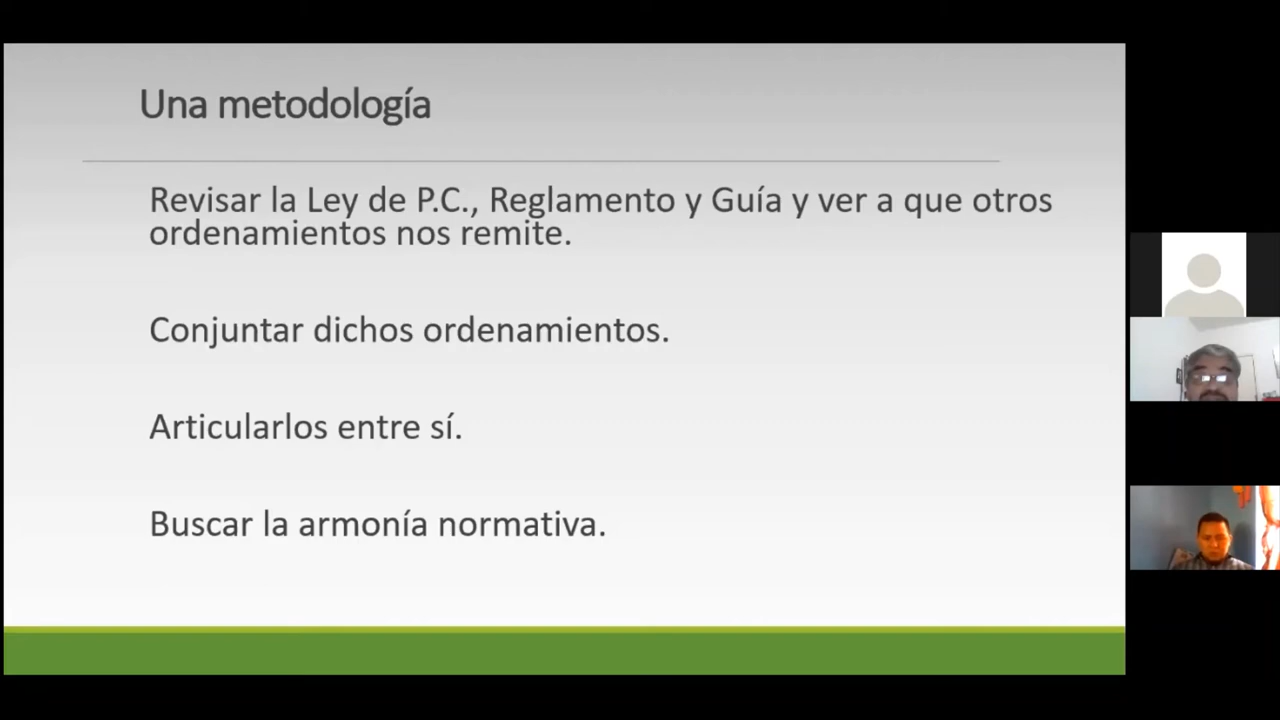 Una metodología
Revisar la Ley de P.C., Reglamento y Guía y ver a que otros
ordenamientos nos remite.
Conjuntar dichos ordenamientos.
Articularlos entre sí.
Buscar la armonía normativa.